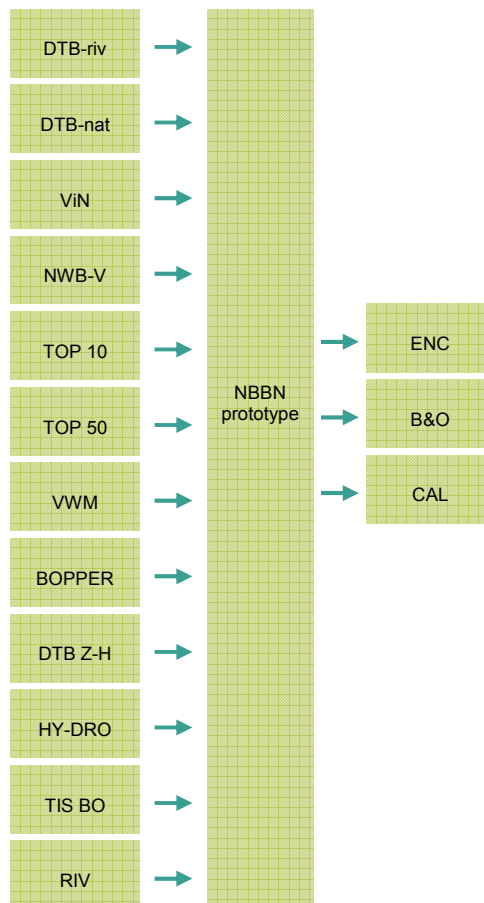 DTB-riv
DTB-nat
ViN
NWB-V
TOP 10
TOP 50
VWM
BOPPER
DTB Z-H
HY-DRO
TIS BO
RIV
NBBN
prototype
ENC
B&O
CAL